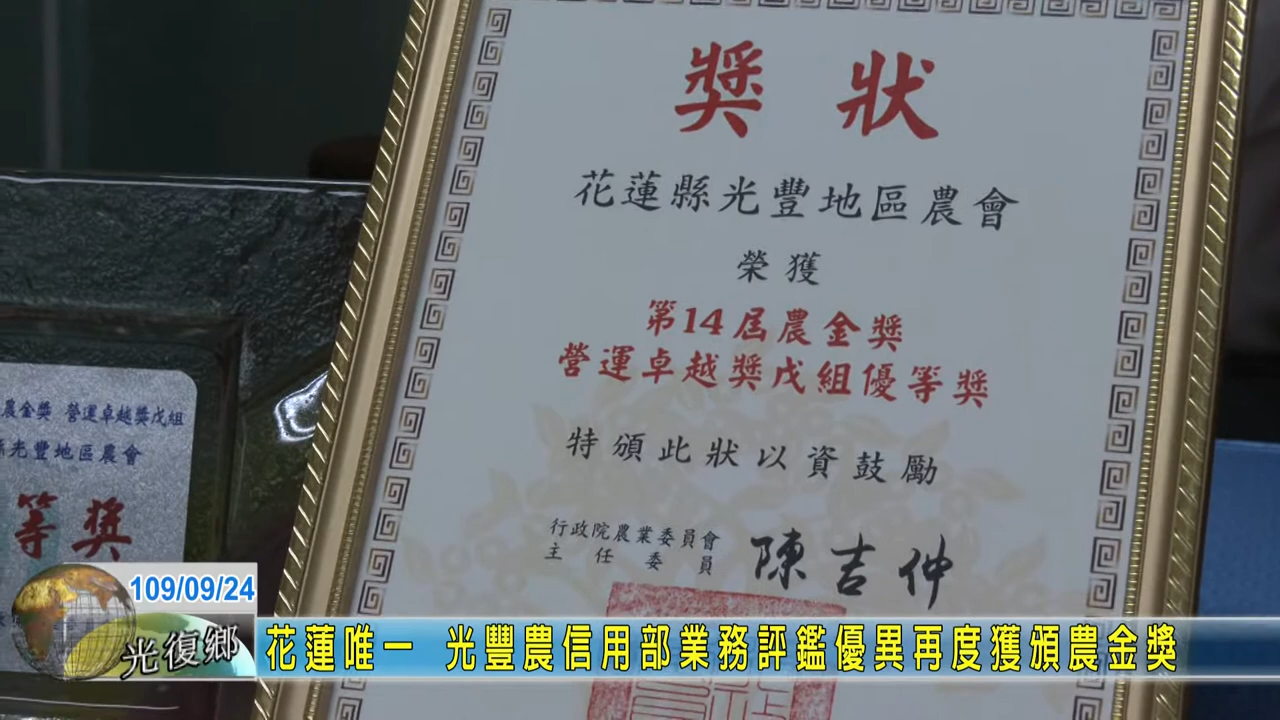 獎狀
花蓮縣光豐地區農會
榮獲
第14屆農金獎
營運卓越獎戊組優等獎
特頒此狀以資鼓勵
行政院農業委員會
主任委員 陳吉仲
農金獎 營運卓越獎戊組
光豐地區農會
等獎
109/09/24
光復鄉
花蓮唯一 光豐農信用部業務評鑑優異再度獲頒農金獎